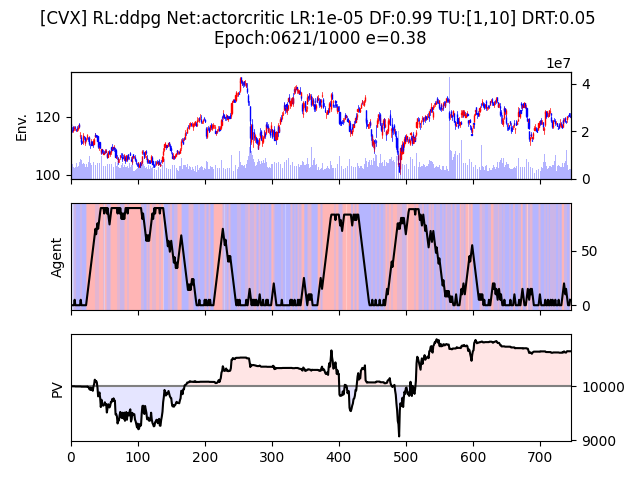 [CVX] RL:ddpg Net:actorcritic LR:1e-05 DF:0.99 TU:[1,10] DRT:0.05
Epoch:0621/1000 e=0.38
1e7
Env.
120
100
4
2
0
Agent
50
0
PV
10000
9000
0 100 200 300 400 500 600 700